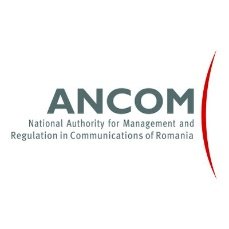 ANCOM
National Authority for Management and
Regulation in Communications of Romania